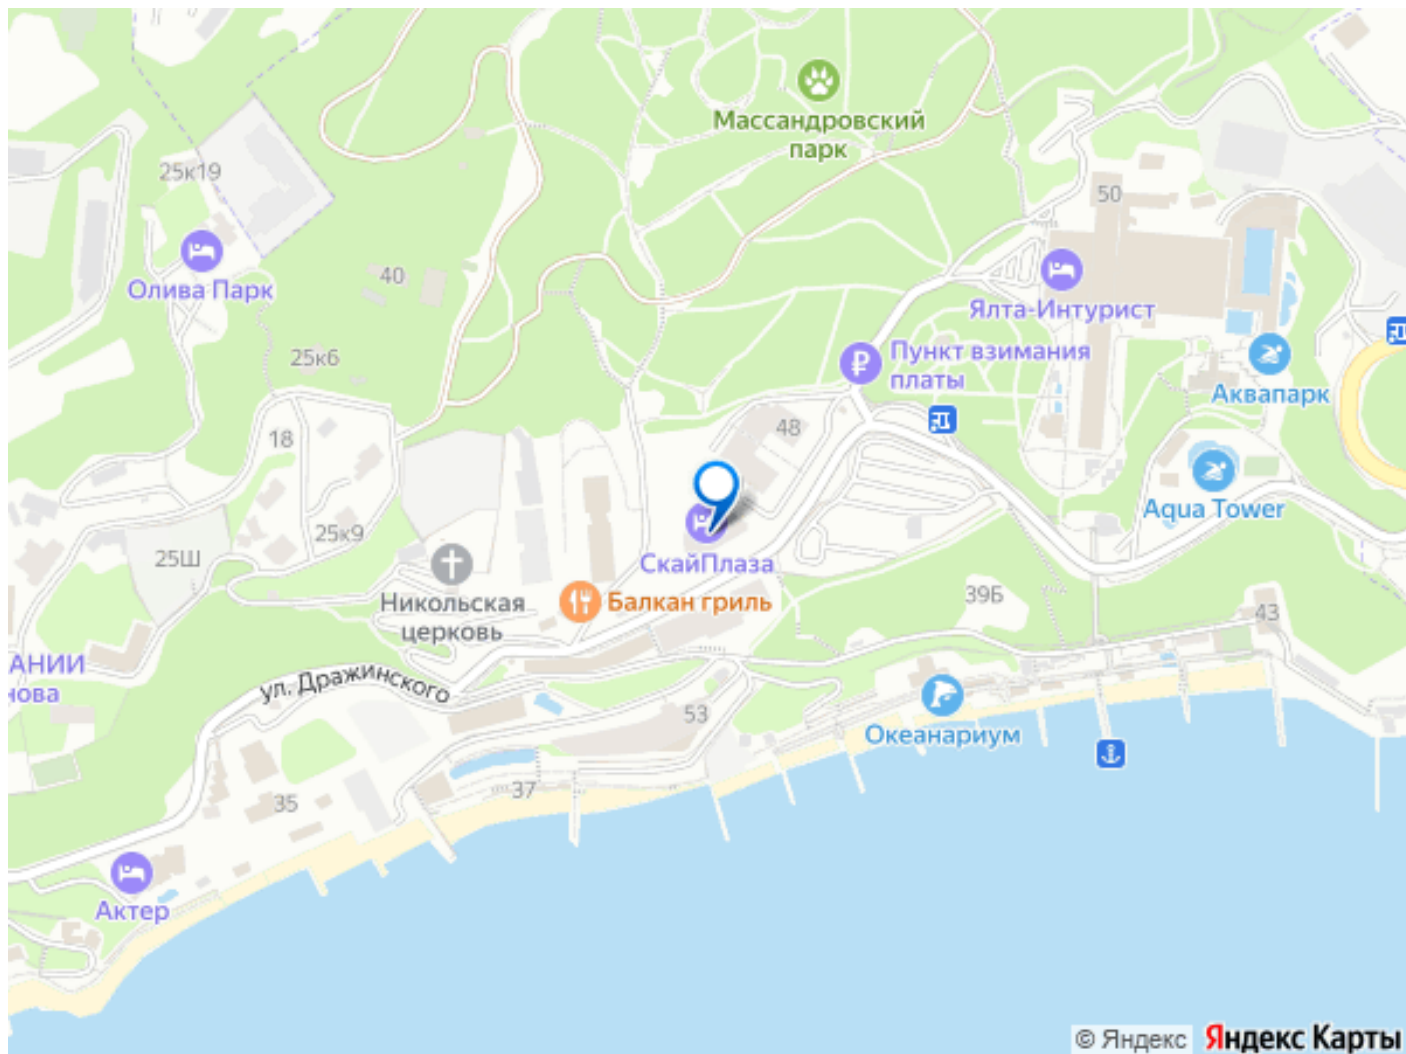 Массандровский
парк
25к19
50
Олива Парк
40
Ялта-Интурист
25к6
Пункт взимания
платы
Аквапарк
18
48
25к9
Aqua Tower
25Ш
СкайПлаза
Никольская
церковь
Балкан гриль
39Б
43
АНИИ
нова
ул. Дражинского
53
Океанариум
37
35
Актер
© Яндекс
Яндекс Карты